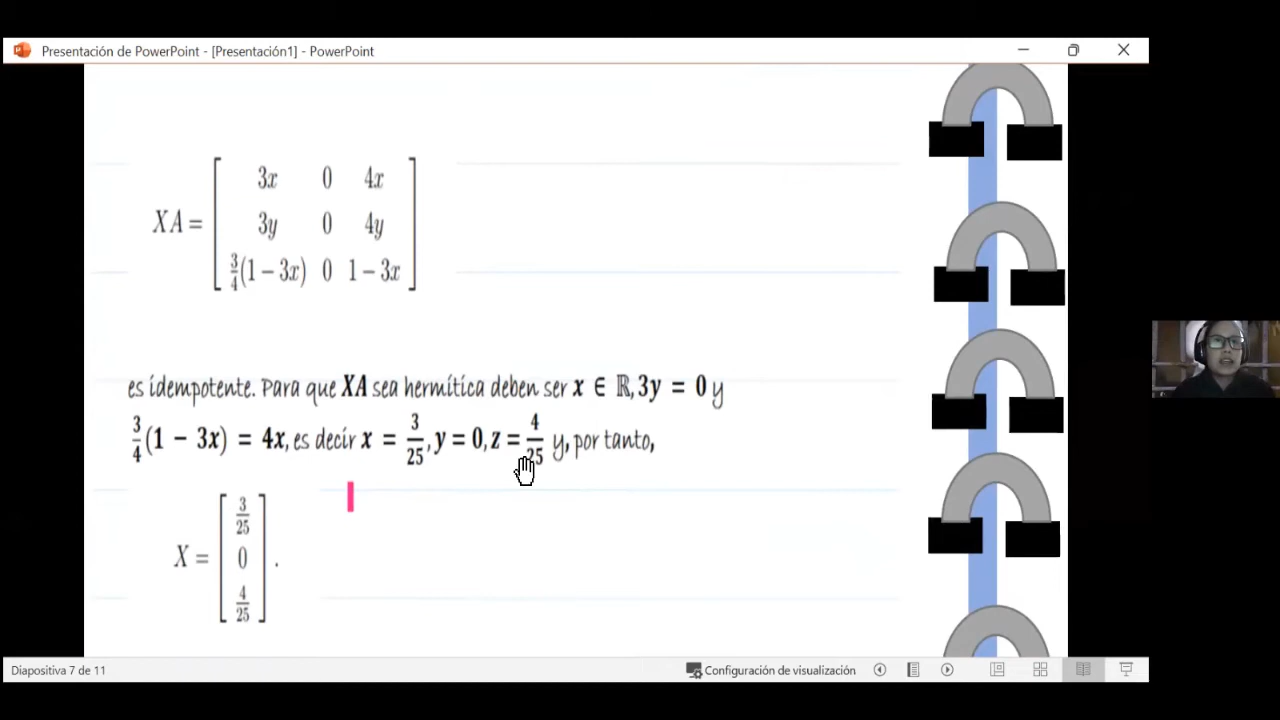 Presentación de PowerPoint - [Presentación1] - PowerPoint
XA = [ 3x 0 4x
3y 0 4y
3/4(1 − 3x) 0 1 − 3x ]
es idempotente. Para que XA sea hermítica deben ser x ∈ ℝ, 3y = 0 y
3/4(1 − 3x) = 4x, es decir x = 3/25, y = 0, z = 4/25 y, por tanto,
X = [ 3/25
0
4/25 ] .
Diapositiva 7 de 11 Configuración de visualización